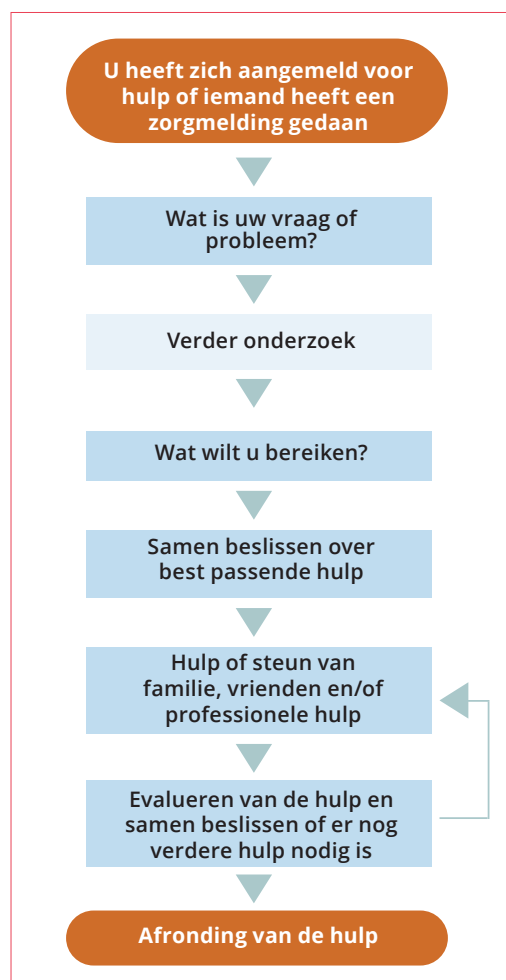 U heeft zich aangemeld voor
hulp of iemand heeft een
zorgmelding gedaan
Wat is uw vraag of
probleem?
Verder onderzoek
Wat wilt u bereiken?
Samen beslissen over
best passende hulp
Hulp of steun van
familie, vrienden en/of
professionele hulp
Evalueren van de hulp en
samen beslissen of er nog
verdere hulp nodig is
Afronding van de hulp